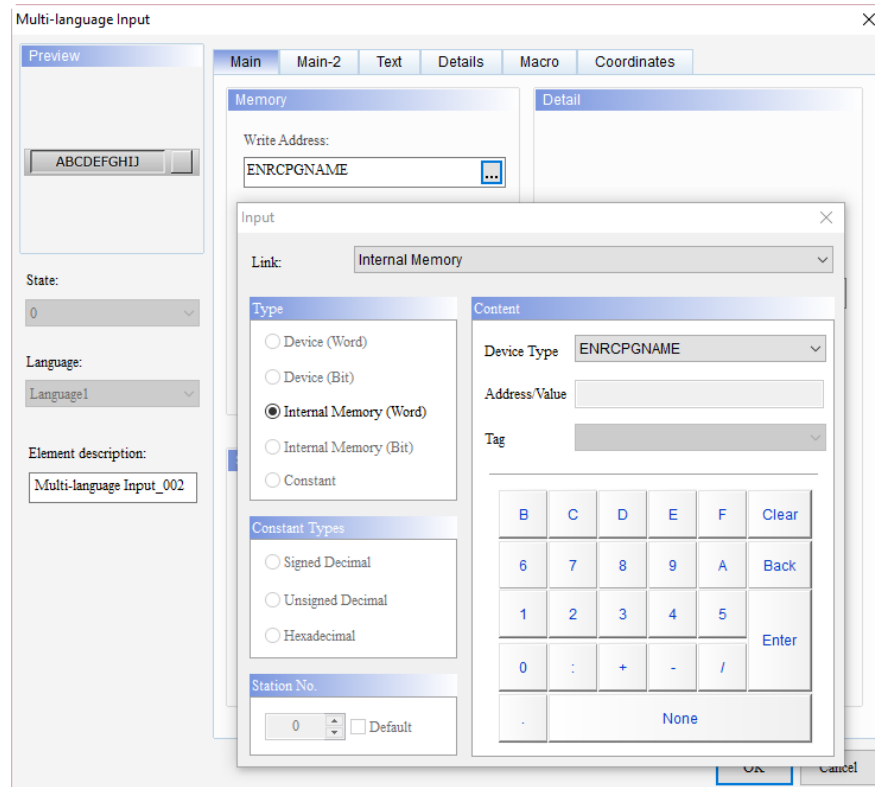 Multi-language Input
Preview
ABCDEFGHIJ
State:
0
Language:
Language1
Element description:
Multi-language Input_002
Main Main-2 Text Details Macro Coordinates
Memory
Detail
Write Address:
ENRCPGNAME
...
Input
Link:
Internal Memory
Type
Device (Word)
Device (Bit)
Internal Memory (Word)
Internal Memory (Bit)
Constant
Constant Types
Signed Decimal
Unsigned Decimal
Hexadecimal
Station No.
0
Default
Content
Device Type ENRCPGNAME
Address/Value
Tag
B C D E F Clear
6 7 8 9 A Back
1 2 3 4 5
Enter
0 : + - /
. None
OK Cancel